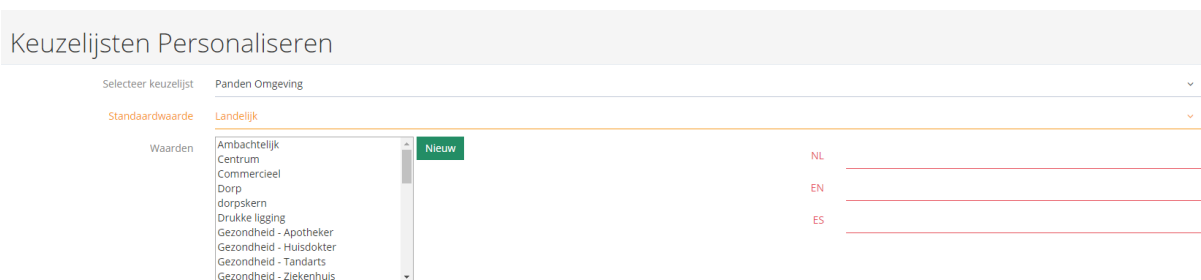 Keuzelijsten Personaliseren
Selecteer keuzelijst Panden Omgeving
Standaardwaarde Landelijk
Waarden Ambachtelijk Nieuw
Centrum NL
Commercieel
Dorp EN
dorpskern
Drukke ligging ES
Gezondheid - Apotheker
Gezondheid - Huisdokter
Gezondheid - Tandarts
Gezondheid - Ziekenhuis